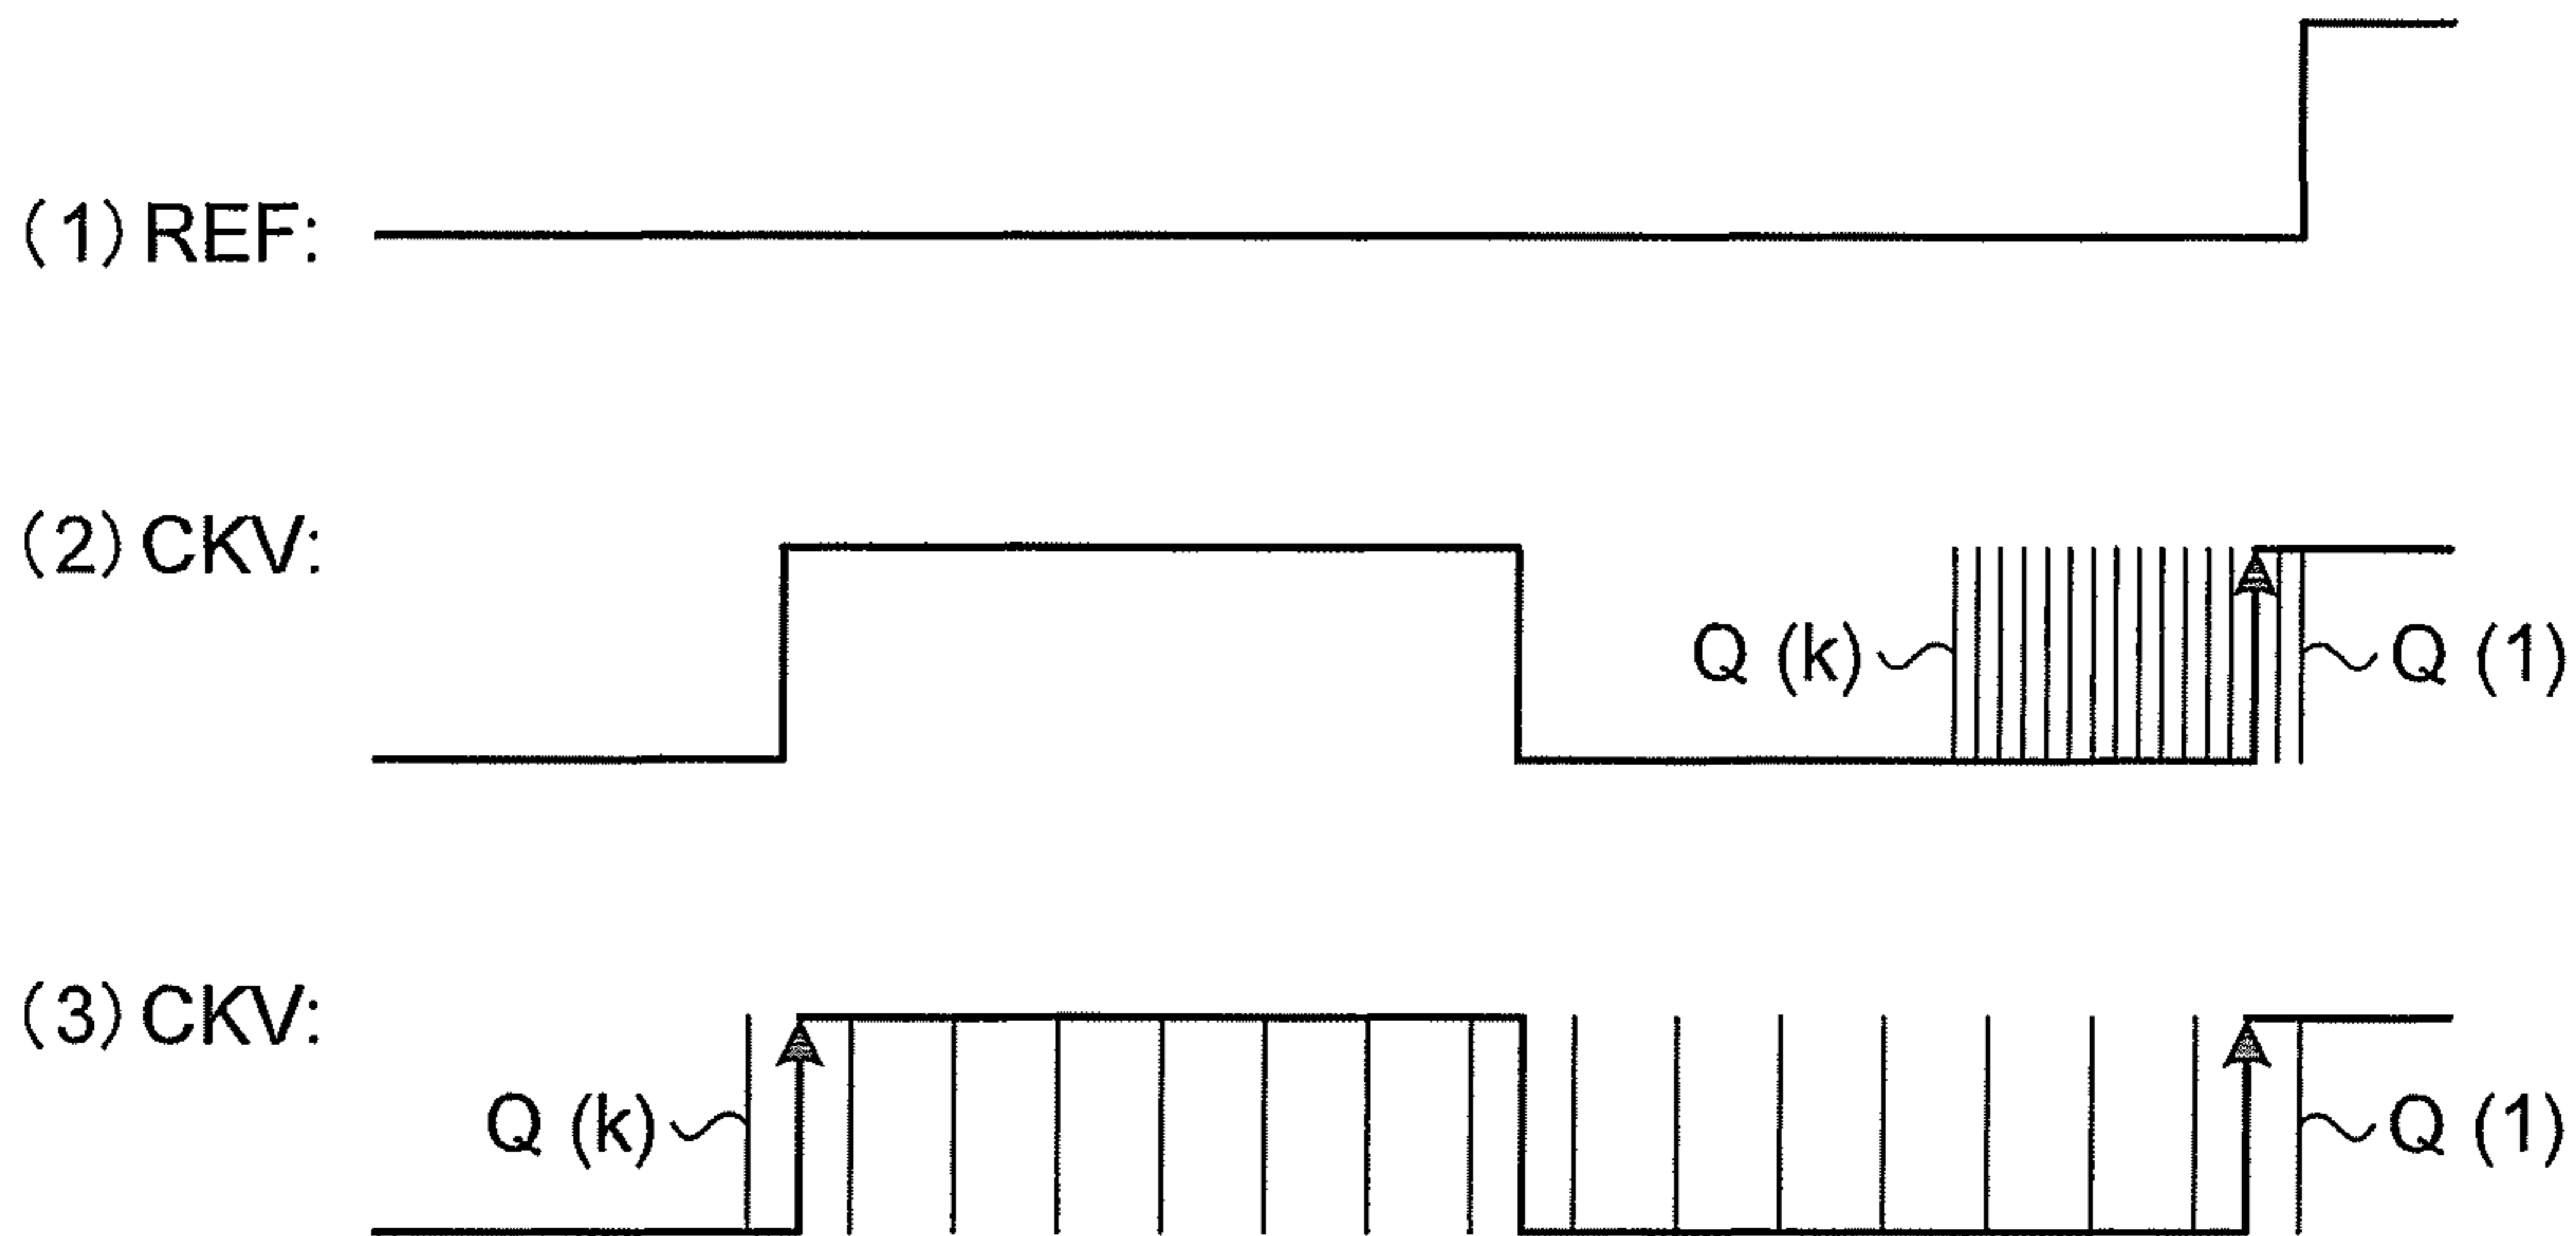 (1) REF:
(2) CKV:
Q (k)
Q (1)
(3) CKV:
Q (k)
Q (1)